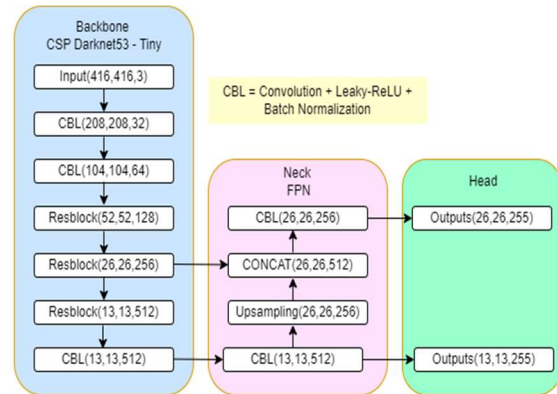 Backbone
CSP Darknet53 - Tiny
Input(416,416,3)
CBL(208,208,32)
CBL(104,104,64)
Resblock(52,52,128)
Resblock(26,26,256)
Resblock(13,13,512)
CBL(13,13,512)
CBL = Convolution + Leaky-ReLU +
Batch Normalization
Neck
FPN
CBL(26,26,256)
CONCAT(26,26,512)
Upsampling(26,26,256)
CBL(13,13,512)
Head
Outputs(26,26,255)
Outputs(13,13,255)